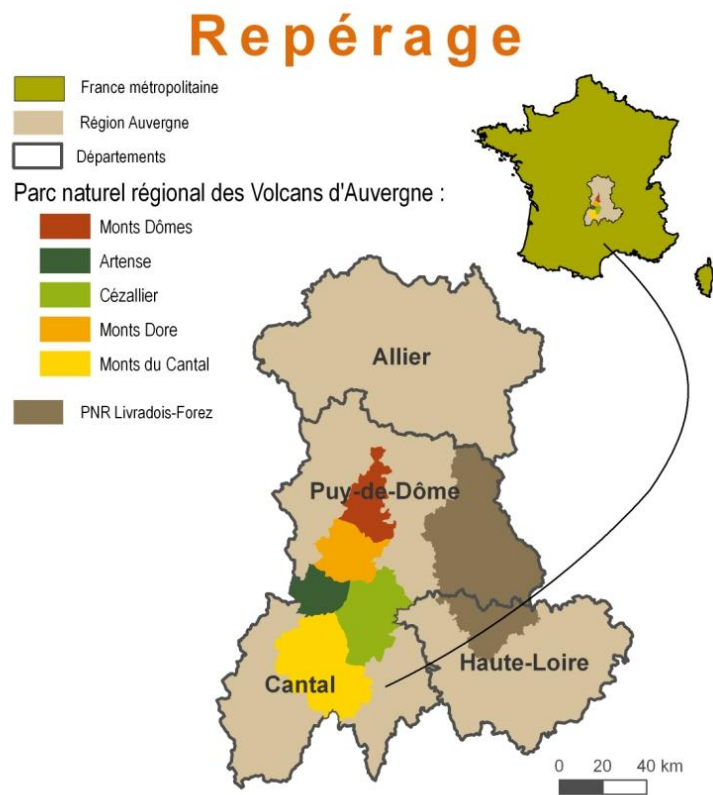 Repérage
France métropolitaine
Région Auvergne
Départements
Parc naturel régional des Volcans d'Auvergne :
Monts Dômes
Artense
Cézallier
Monts Dore
Monts du Cantal
PNR Livradois-Forez
Allier
Puy-de-Dôme
Haute-Loire
Cantal
0 20 40 km